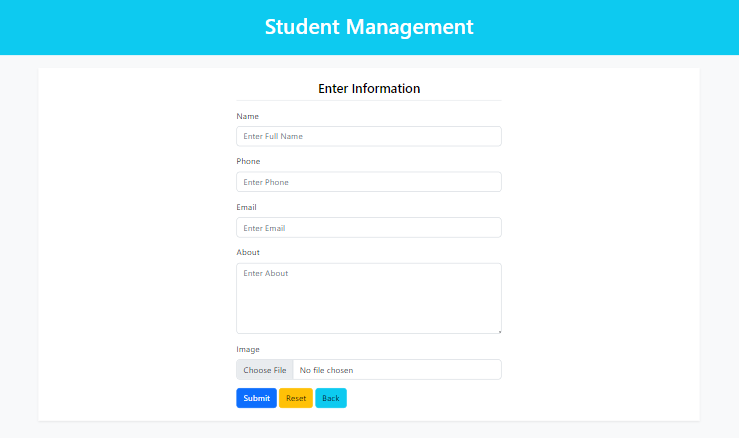 Student Management
Enter Information
Name
Enter Full Name
Phone
Enter Phone
Email
Enter Email
About
Enter About
Image
Choose File No file chosen
Submit Reset Back